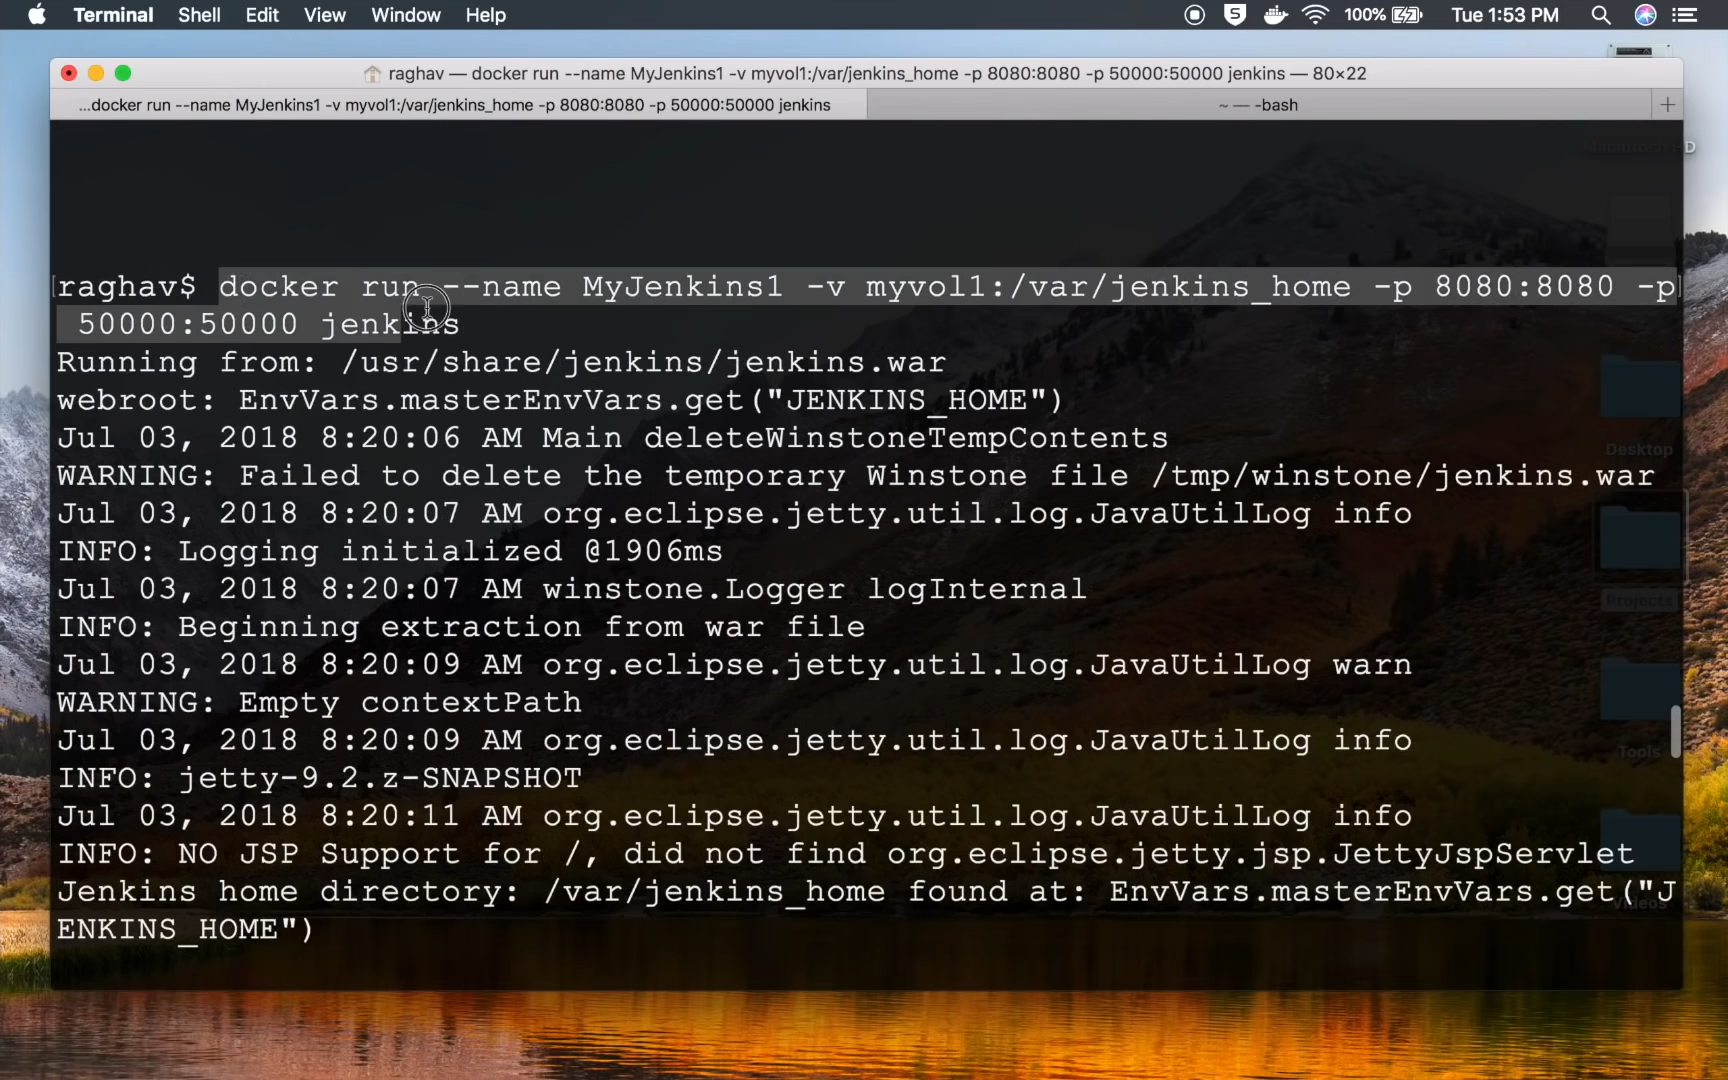 Terminal Shell Edit View Window Help 100% Tue 1:53 PM
raghav — docker run --name MyJenkins1 -v myvol1:/var/jenkins_home -p 8080:8080 -p 50000:50000 jenkins — 80×22
...docker run --name MyJenkins1 -v myvol1:/var/jenkins_home -p 8080:8080 -p 50000:50000 jenkins ~ — -bash
Macintosh HD
raghav$ docker run --name MyJenkins1 -v myvol1:/var/jenkins_home -p 8080:8080 -p
50000:50000 jenkins
Running from: /usr/share/jenkins/jenkins.war
webroot: EnvVars.masterEnvVars.get("JENKINS_HOME")
Jul 03, 2018 8:20:06 AM Main deleteWinstoneTempContents
WARNING: Failed to delete the temporary Winstone file /tmp/winstone/jenkins.war
Jul 03, 2018 8:20:07 AM org.eclipse.jetty.util.log.JavaUtilLog info
INFO: Logging initialized @1906ms
Jul 03, 2018 8:20:07 AM winstone.Logger logInternal
INFO: Beginning extraction from war file
Jul 03, 2018 8:20:09 AM org.eclipse.jetty.util.log.JavaUtilLog warn
WARNING: Empty contextPath
Jul 03, 2018 8:20:09 AM org.eclipse.jetty.util.log.JavaUtilLog info
INFO: jetty-9.2.z-SNAPSHOT
Jul 03, 2018 8:20:11 AM org.eclipse.jetty.util.log.JavaUtilLog info
INFO: NO JSP Support for /, did not find org.eclipse.jetty.jsp.JettyJspServlet
Jenkins home directory: /var/jenkins_home found at: EnvVars.masterEnvVars.get("J
ENKINS_HOME")
Desktop
Projects
Tools
Videos